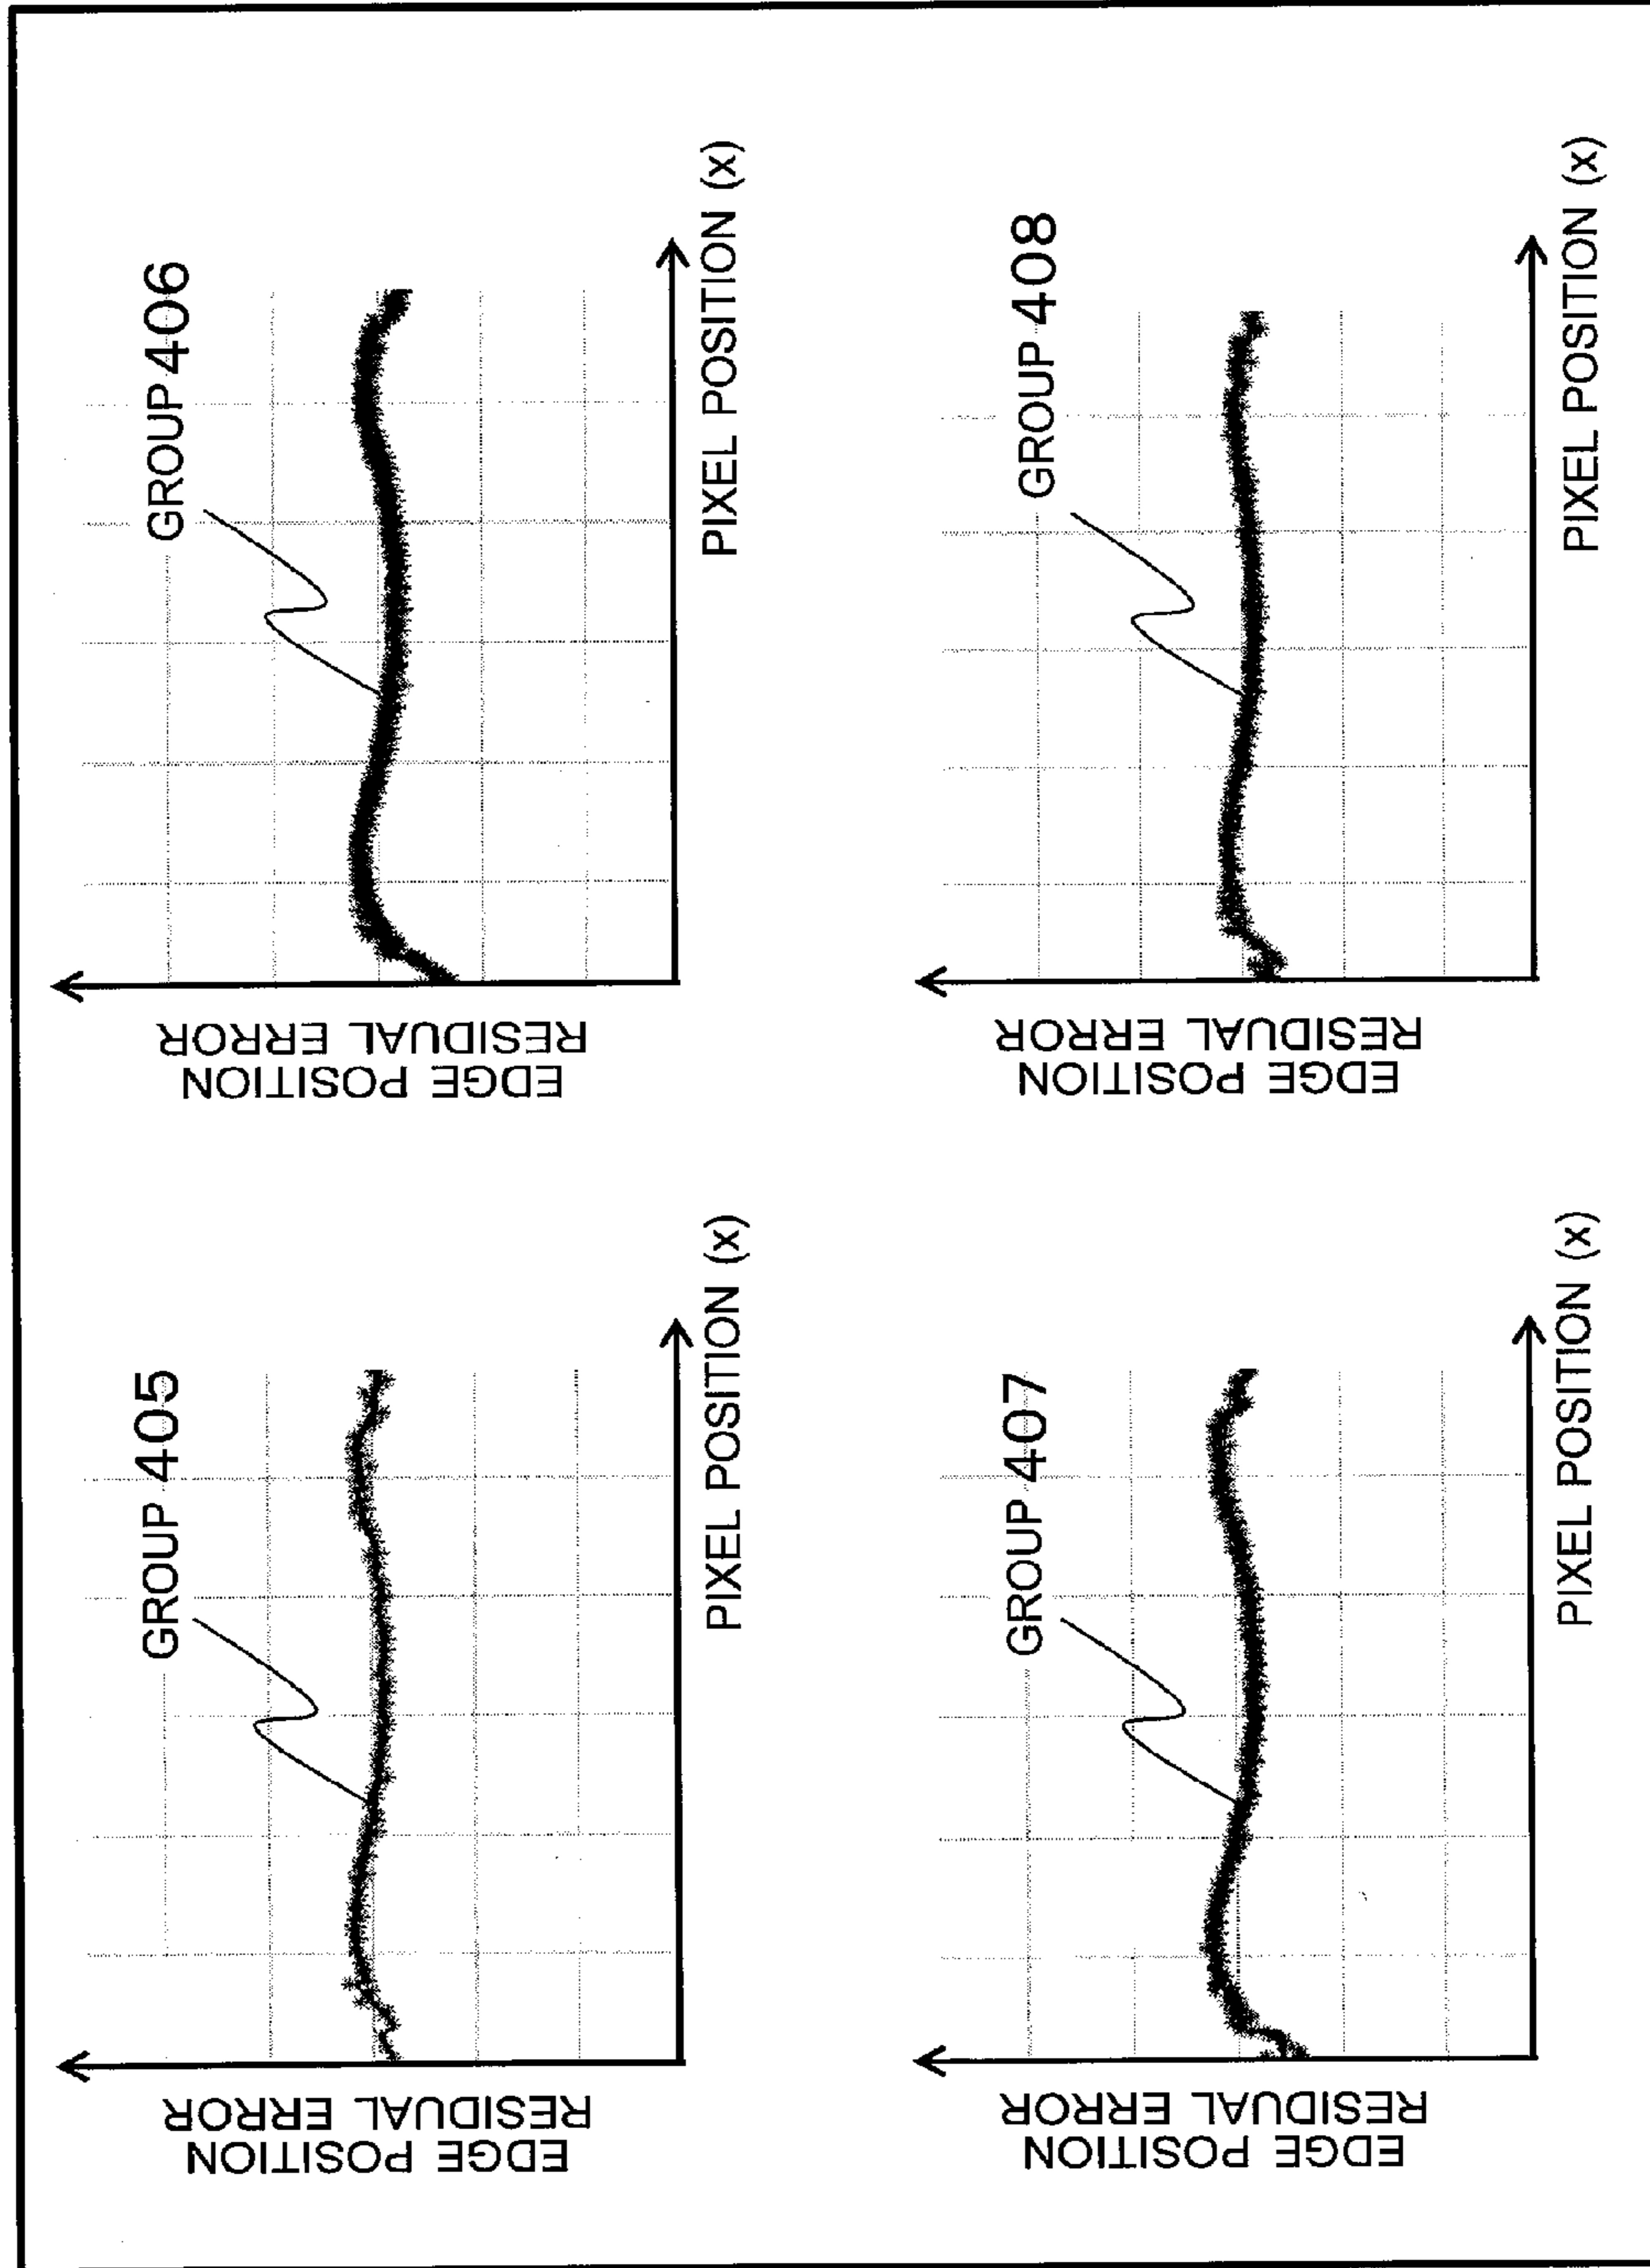 GROUP 405
EDGE POSITION
RESIDUAL ERROR
PIXEL POSITION (x)
GROUP 406
EDGE POSITION
RESIDUAL ERROR
PIXEL POSITION (x)
GROUP 407
EDGE POSITION
RESIDUAL ERROR
PIXEL POSITION (x)
GROUP 408
EDGE POSITION
RESIDUAL ERROR
PIXEL POSITION (x)